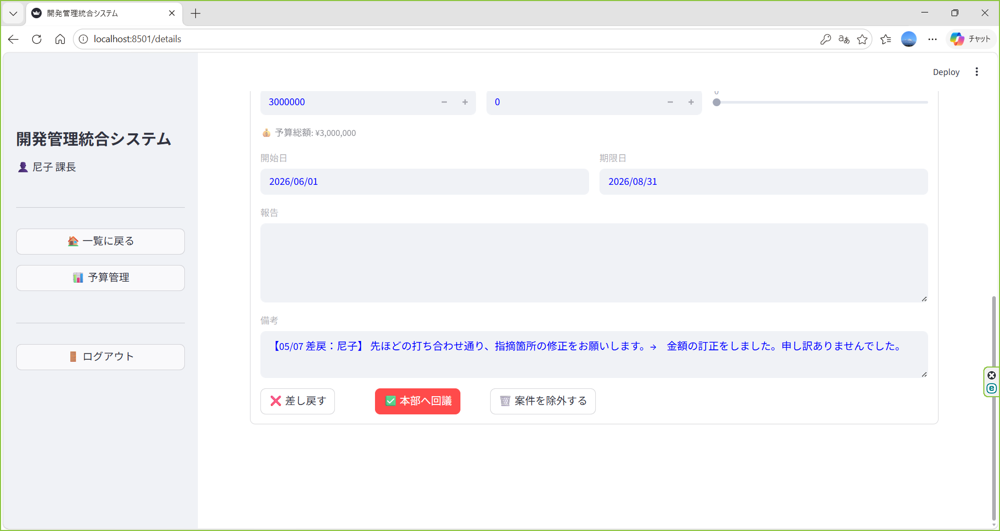 開発管理統合システム
localhost:8501/details
チャット
Deploy
開発管理統合システム
尼子 課長
一覧に戻る
予算管理
ログアウト
3000000
0
0
予算総額: ¥3,000,000
開始日
期限日
2026/06/01
2026/08/31
報告
備考
【05/07 差戻：尼子】 先ほどの打ち合わせ通り、指摘箇所の修正をお願いします。→　金額の訂正をしました。申し訳ありませんでした。
差し戻す
本部へ回議
案件を除外する